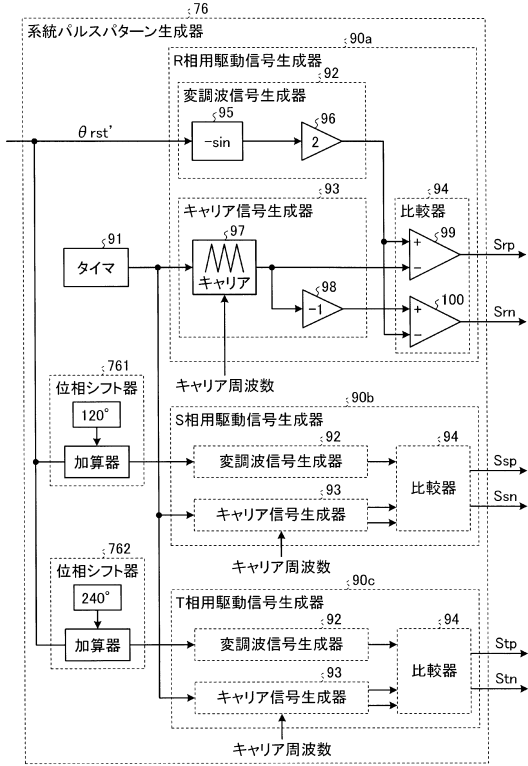 76
系統パルスパターン生成器
90a
R相用駆動信号生成器
92
変調波信号生成器
95
96
θrst'
-sin
2
93
キャリア信号生成器
94
比較器
91
97
99
タイマ
キャリア
+
-
Srp
98
-1
100
+
-
Srn
キャリア周波数
761
位相シフト器
120°
加算器
90b
S相用駆動信号生成器
92
変調波信号生成器
94
比較器
Ssp
93
キャリア信号生成器
Ssn
キャリア周波数
762
位相シフト器
240°
加算器
90c
T相用駆動信号生成器
92
変調波信号生成器
94
比較器
Stp
93
キャリア信号生成器
Stn
キャリア周波数